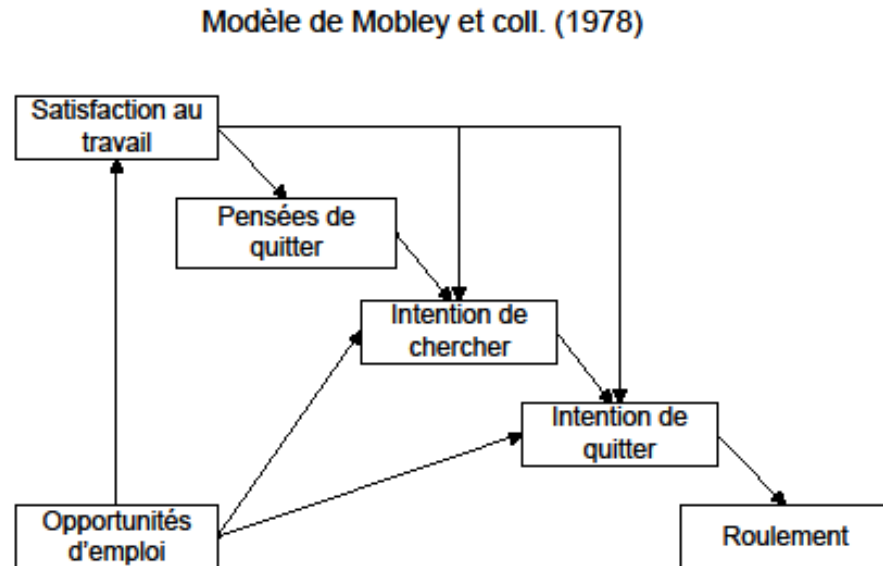 Modèle de Mobley et coll. (1978)
Satisfaction au
travail
Pensées de
quitter
Intention de
chercher
Intention de
quitter
Opportunités
d'emploi
Roulement